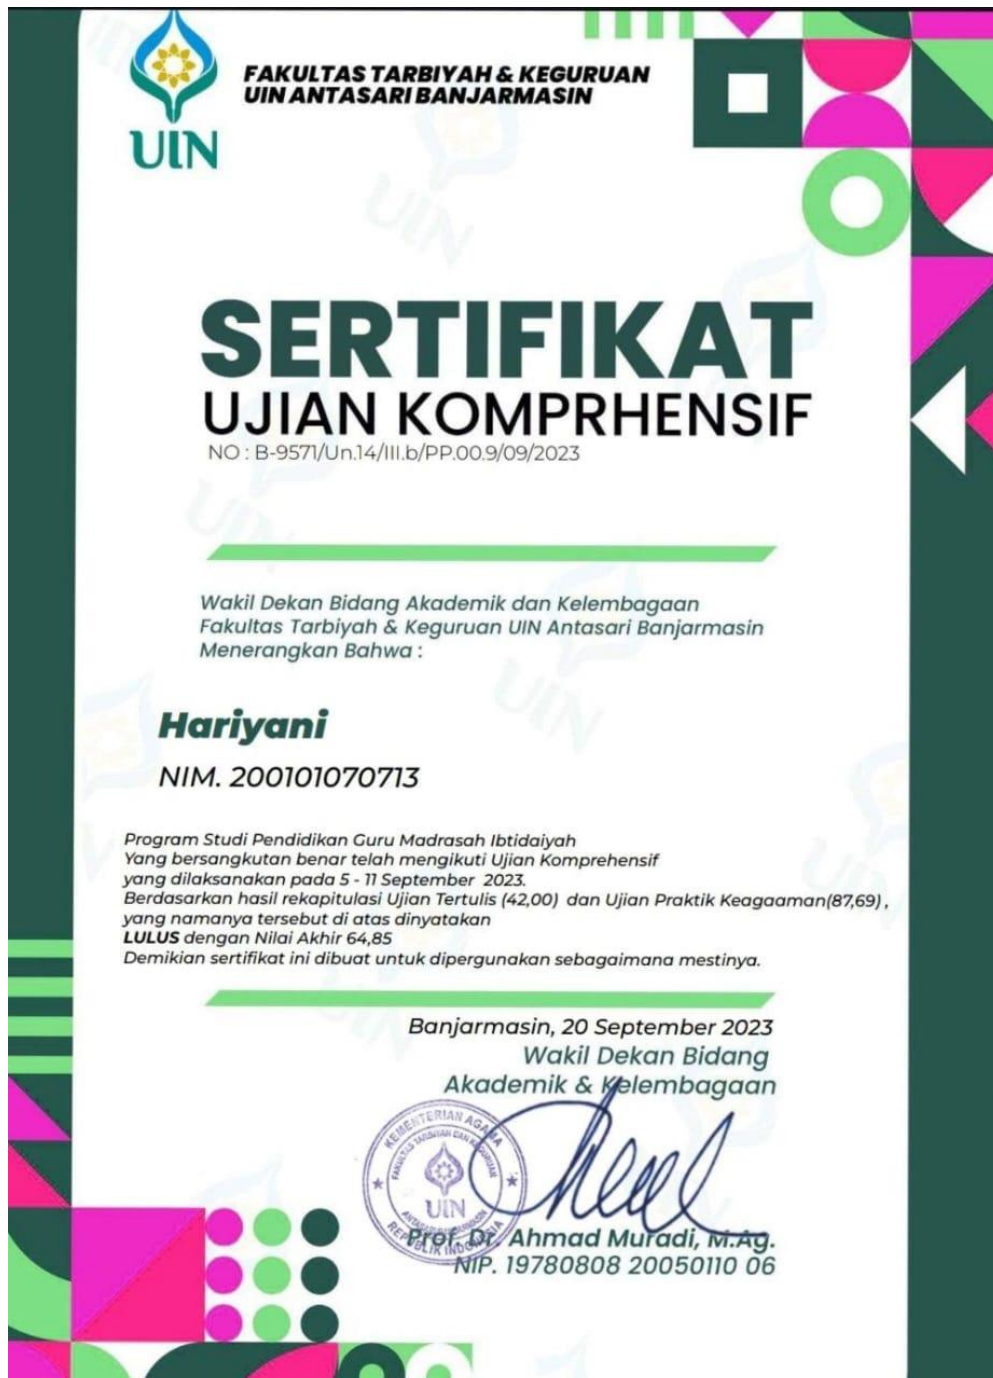 FAKULTAS TARBIYAH & KEGURUAN
UIN ANTASARI BANJARMASIN
UIN
SERTIFIKAT
UJIAN KOMPRHENSIF
NO : B-9571/Un.14/III.b/PP.00.9/09/2023
Wakil Dekan Bidang Akademik dan Kelembagaan
Fakultas Tarbiyah & Keguruan UIN Antasari Banjarmasin
Menerangkan Bahwa :
Hariyani
NIM. 200101070713
Program Studi Pendidikan Guru Madrasah Ibtidaiyah
Yang bersangkutan benar telah mengikuti Ujian Komprehensif
yang dilaksanakan pada 5 - 11 September 2023.
Berdasarkan hasil rekapitulasi Ujian Tertulis (42,00) dan Ujian Praktik Keagaaman(87,69) ,
yang namanya tersebut di atas dinyatakan
LULUS dengan Nilai Akhir 64,85
Demikian sertifikat ini dibuat untuk dipergunakan sebagaimana mestinya.
Banjarmasin, 20 September 2023
Wakil Dekan Bidang
Akademik & Kelembagaan
KEMENTERIAN AGAMA
FAKULTAS TARBIYAH DAN KEGURUAN
UIN
REPUBLIK INDONESIA
Prof. Dr. Ahmad Muradi, M.Ag.
NIP. 19780808 20050110 06